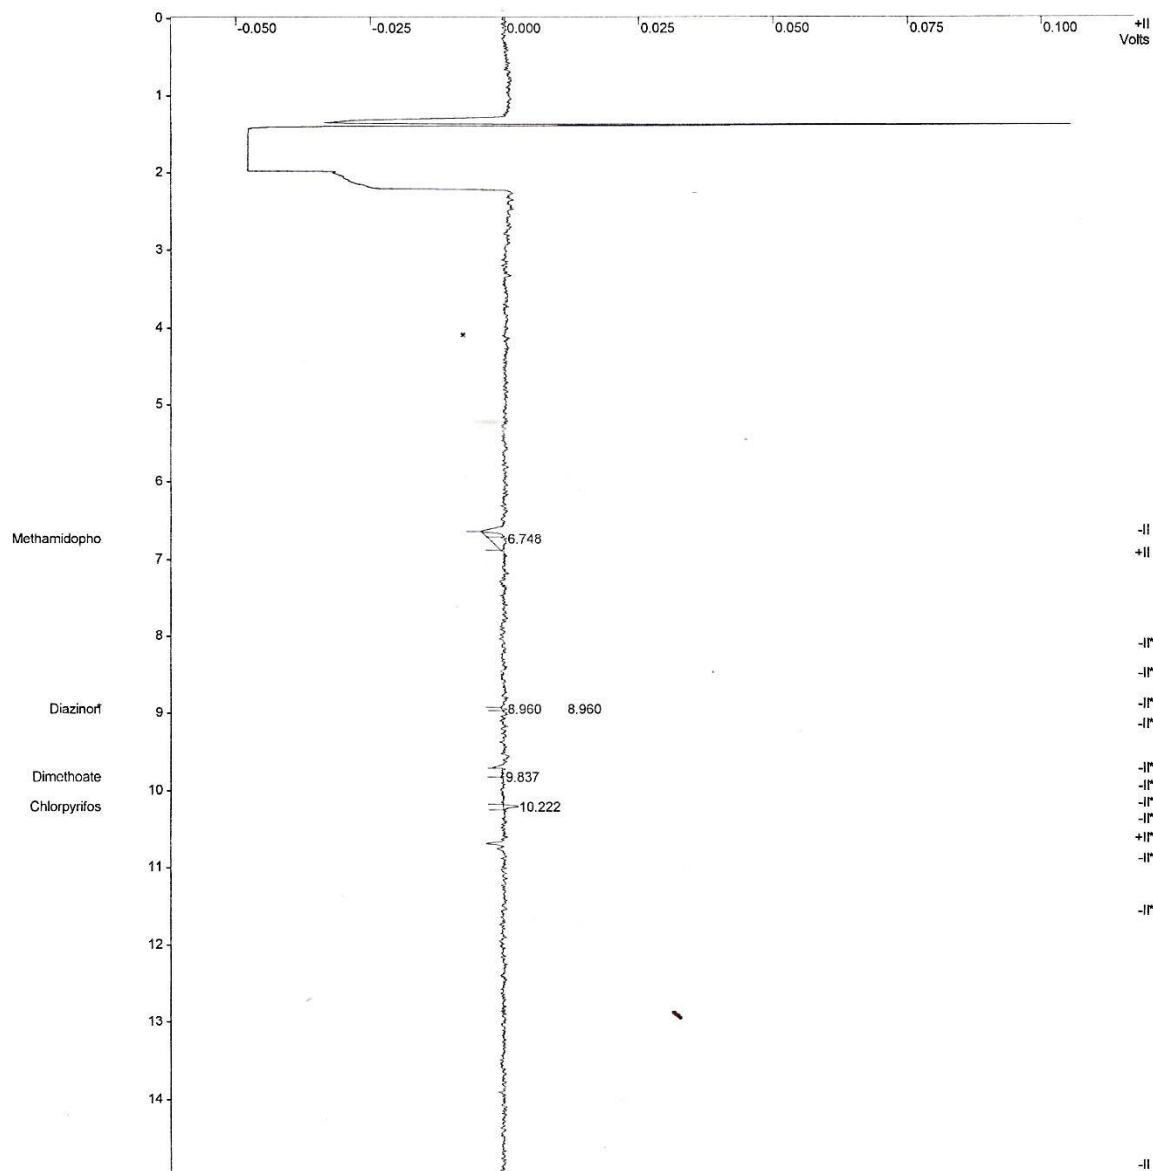 0 -0.050 -0.025 0.000 0.025 0.050 0.075 0.100 +II
Volts
1
2
3
4
5
6
-II
Methamidopho 6.748
+II
7
8
-II*
-II*
-II*
Diazinon 8.960 8.960
9
-II*
-II*
Dimethoate 9.837
10 -II*
-II*
Chlorpyrifos 10.222
-II*
+II*
-II*
11
-II*
12
13
14
-II